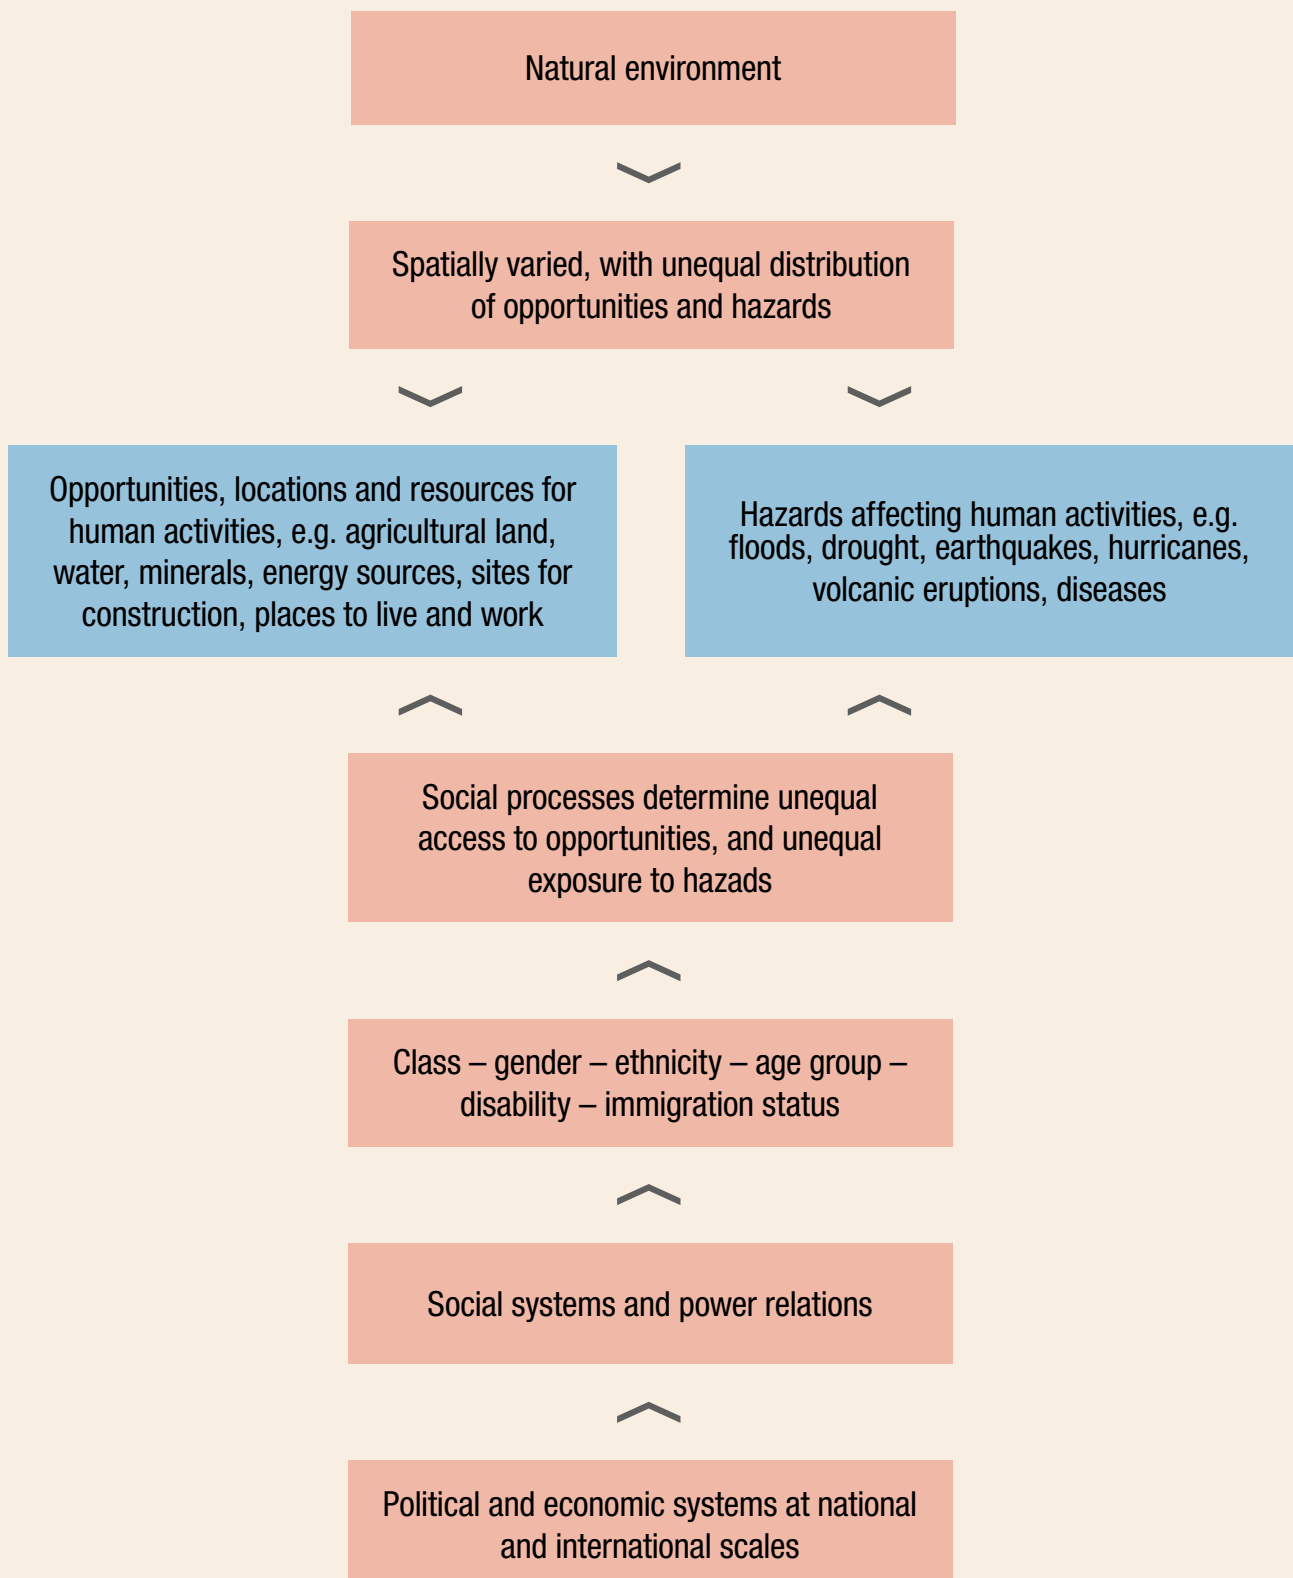 Natural environment
Spatially varied, with unequal distribution
of opportunities and hazards
Opportunities, locations and resources for
human activities, e.g. agricultural land,
water, minerals, energy sources, sites for
construction, places to live and work
Hazards affecting human activities, e.g.
floods, drought, earthquakes, hurricanes,
volcanic eruptions, diseases
Social processes determine unequal
access to opportunities, and unequal
exposure to hazads
Class – gender – ethnicity – age group –
disability – immigration status
Social systems and power relations
Political and economic systems at national
and international scales